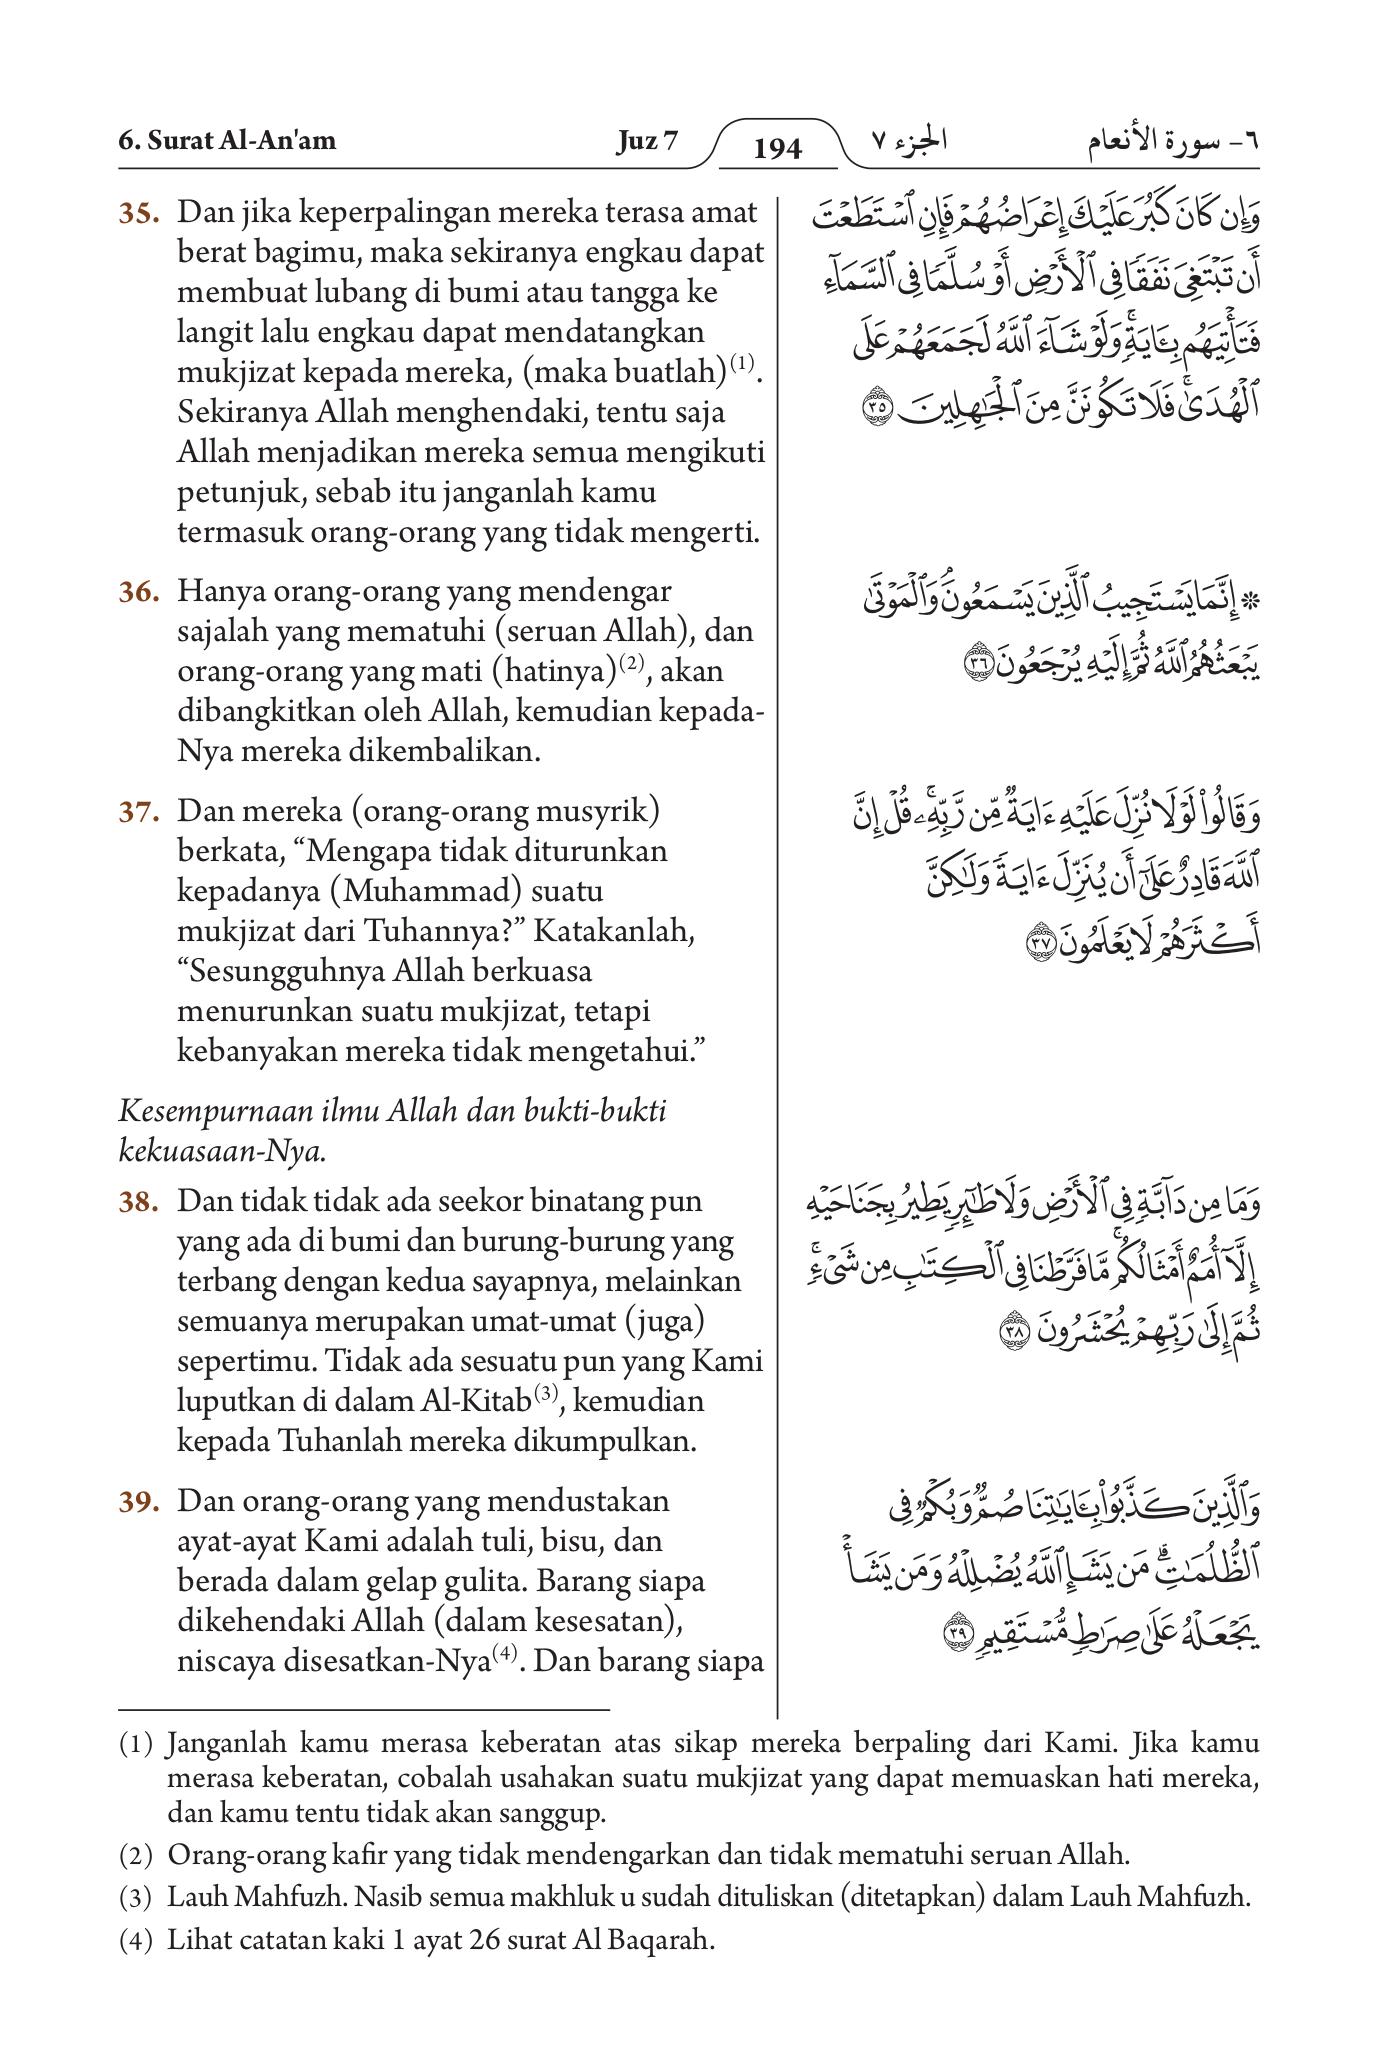 6. Surat Al-An'am
Juz 7
194
الجزء ٧
٦- سورة الأنعام
35. Dan jika keperpalingan mereka terasa amat
berat bagimu, maka sekiranya engkau dapat
membuat lubang di bumi atau tangga ke
langit lalu engkau dapat mendatangkan
mukjizat kepada mereka, (maka buatlah)(1).
Sekiranya Allah menghendaki, tentu saja
Allah menjadikan mereka semua mengikuti
petunjuk, sebab itu janganlah kamu
termasuk orang-orang yang tidak mengerti.
36. Hanya orang-orang yang mendengar
sajalah yang mematuhi (seruan Allah), dan
orang-orang yang mati (hatinya)(2), akan
dibangkitkan oleh Allah, kemudian kepada-
Nya mereka dikembalikan.
37. Dan mereka (orang-orang musyrik)
berkata, “Mengapa tidak diturunkan
kepadanya (Muhammad) suatu
mukjizat dari Tuhannya?” Katakanlah,
“Sesungguhnya Allah berkuasa
menurunkan suatu mukjizat, tetapi
kebanyakan mereka tidak mengetahui.”
Kesempurnaan ilmu Allah dan bukti-bukti
kekuasaan-Nya.
38. Dan tidak tidak ada seekor binatang pun
yang ada di bumi dan burung-burung yang
terbang dengan kedua sayapnya, melainkan
semuanya merupakan umat-umat (juga)
sepertimu. Tidak ada sesuatu pun yang Kami
luputkan di dalam Al-Kitab(3), kemudian
kepada Tuhanlah mereka dikumpulkan.
39. Dan orang-orang yang mendustakan
ayat-ayat Kami adalah tuli, bisu, dan
berada dalam gelap gulita. Barang siapa
dikehendaki Allah (dalam kesesatan),
niscaya disesatkan-Nya(4). Dan barang siapa
وَإِن كَانَ كَبُرَ عَلَيْكَ إِعْرَاضُهُمْ فَإِنِ ٱسْتَطَعْتَ
أَن تَبْتَغِىَ نَفَقًا فِى ٱلْأَرْضِ أَوْ سُلَّمًا فِى ٱلسَّمَآءِ
فَتَأْتِيَهُم بِـَٔايَةٍ ۚ وَلَوْ شَآءَ ٱللَّهُ لَجَمَعَهُمْ عَلَى
ٱلْهُدَىٰ ۚ فَلَا تَكُونَنَّ مِنَ ٱلْجَـٰهِلِينَ ٣٥
۞ إِنَّمَا يَسْتَجِيبُ ٱلَّذِينَ يَسْمَعُونَ ۘ وَٱلْمَوْتَىٰ
يَبْعَثُهُمُ ٱللَّهُ ثُمَّ إِلَيْهِ يُرْجَعُونَ ٣٦
وَقَالُوا۟ لَوْلَا نُزِّلَ عَلَيْهِ ءَايَةٌ مِّن رَّبِّهِۦ ۚ قُلْ إِنَّ
ٱللَّهَ قَادِرٌ عَلَىٰٓ أَن يُنَزِّلَ ءَايَةً وَلَـٰكِنَّ
أَكْثَرَهُمْ لَا يَعْلَمُونَ ٣٧
وَمَا مِن دَآبَّةٍ فِى ٱلْأَرْضِ وَلَا طَـٰٓئِرٍ يَطِيرُ بِجَنَاحَيْهِ
إِلَّآ أُمَمٌ أَمْثَالُكُم ۚ مَّا فَرَّطْنَا فِى ٱلْكِتَـٰبِ مِن شَىْءٍ ۚ
ثُمَّ إِلَىٰ رَبِّهِمْ يُحْشَرُونَ ٣٨
وَٱلَّذِينَ كَذَّبُوا۟ بِـَٔايَـٰتِنَا صُمٌّ وَبُكْمٌ فِى
ٱلظُّلُمَـٰتِ ۗ مَن يَشَإِ ٱللَّهُ يُضْلِلْهُ وَمَن يَشَأْ
يَجْعَلْهُ عَلَىٰ صِرَٰطٍ مُّسْتَقِيمٍ ٣٩
(1) Janganlah kamu merasa keberatan atas sikap mereka berpaling dari Kami. Jika kamu
merasa keberatan, cobalah usahakan suatu mukjizat yang dapat memuaskan hati mereka,
dan kamu tentu tidak akan sanggup.
(2) Orang-orang kafir yang tidak mendengarkan dan tidak mematuhi seruan Allah.
(3) Lauh Mahfuzh. Nasib semua makhluk u sudah dituliskan (ditetapkan) dalam Lauh Mahfuzh.
(4) Lihat catatan kaki 1 ayat 26 surat Al Baqarah.